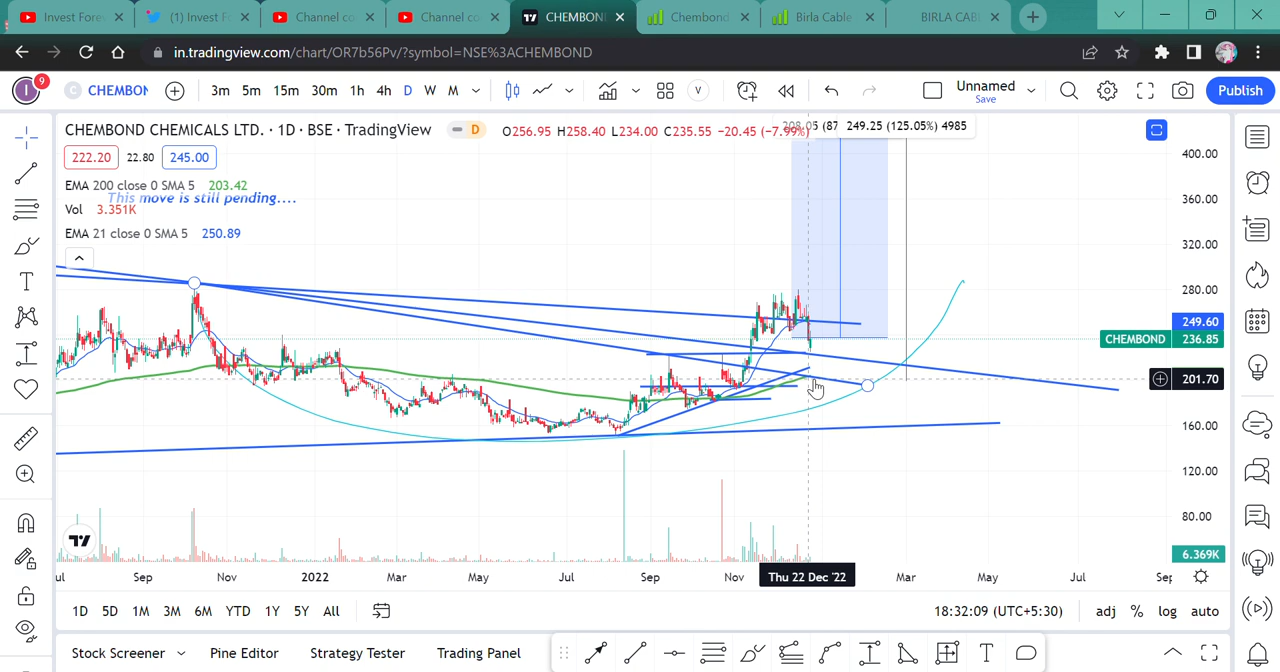 Invest Fore
(1) Invest F
Channel co
Channel co
CHEMBON
Chembond
Birla Cable
BIRLA CAB
in.tradingview.com/chart/OR7b56Pv/?symbol=NSE%3ACHEMBOND
I 9 C CHEMBON 3m 5m 15m 30m 1h 4h D W M V Unnamed Save Publish
CHEMBOND CHEMICALS LTD. · 1D · BSE · TradingView D O256.95 H258.40 L234.00 C235.55 −20.45 (−7.99%)
249.25 (125.05%) 4985
222.20 22.80 245.00
EMA 200 close 0 SMA 5 203.42
This move is still pending....
Vol 3.351K
EMA 21 close 0 SMA 5 250.89
400.00
360.00
320.00
280.00
249.60
CHEMBOND 236.85
201.70
160.00
120.00
80.00
6.369K
Sep Nov 2022 Mar May Jul Sep Nov Thu 22 Dec '22 Mar May Jul
1D 5D 1M 3M 6M YTD 1Y 5Y All 18:32:09 (UTC+5:30) adj % log auto
Stock Screener Pine Editor Strategy Tester Trading Panel